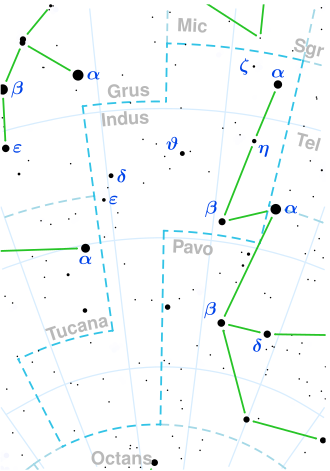 Mic
Sgr
ζ
α
α
Grus
β
Indus
Tel
ε
ϑ
η
δ
ε
β
α
Pavo
α
β
Tucana
δ
Octans